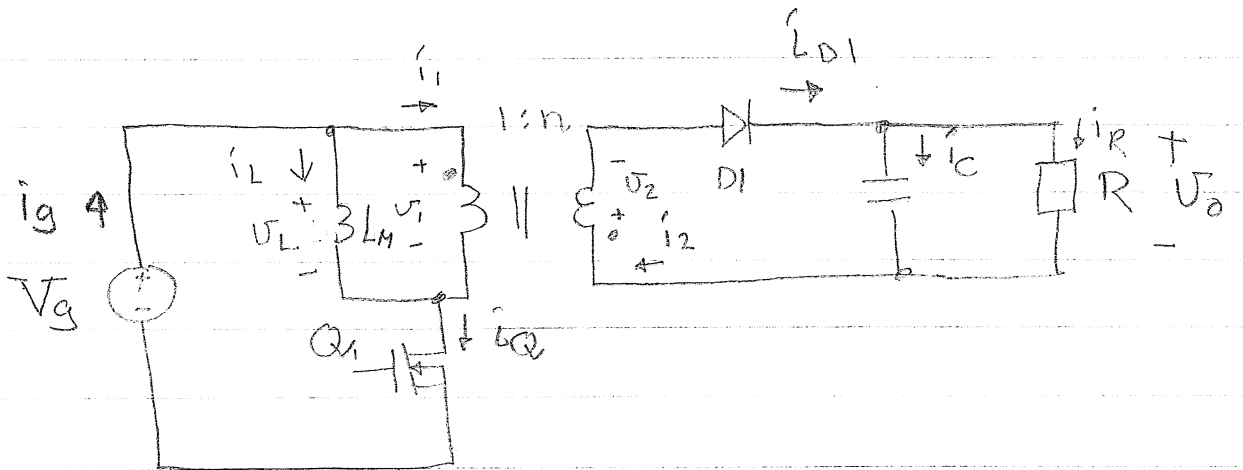 i_D1
i_1
1:n
i_g
i_L
+
v_L
-
L_M
+
v_1
-
-
v_2
+
i_2
D1
i_C
i_R
R
+
V_o
-
V_g
+
-
Q_1
i_Q